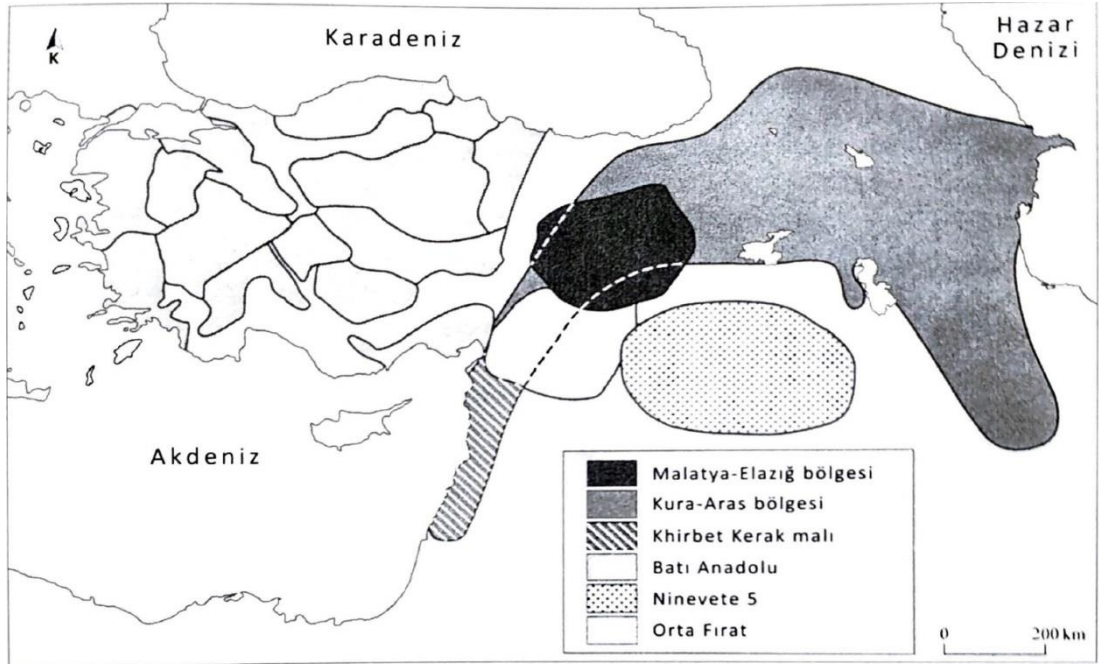 Karadeniz
Hazar
Denizi
K
Akdeniz
Malatya-Elazığ bölgesi
Kura-Aras bölgesi
Khirbet Kerak malı
Batı Anadolu
Ninevete 5
Orta Fırat
0 200 km